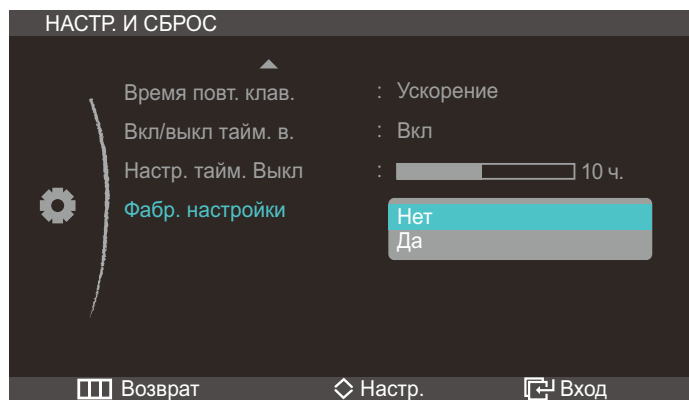 НАСТР. И СБРОС
Время повт. клав. : Ускорение
Вкл/выкл тайм. в. : Вкл
Настр. тайм. Выкл : 10 ч.
Фабр. настройки Нет
Да
Возврат Настр. Вход